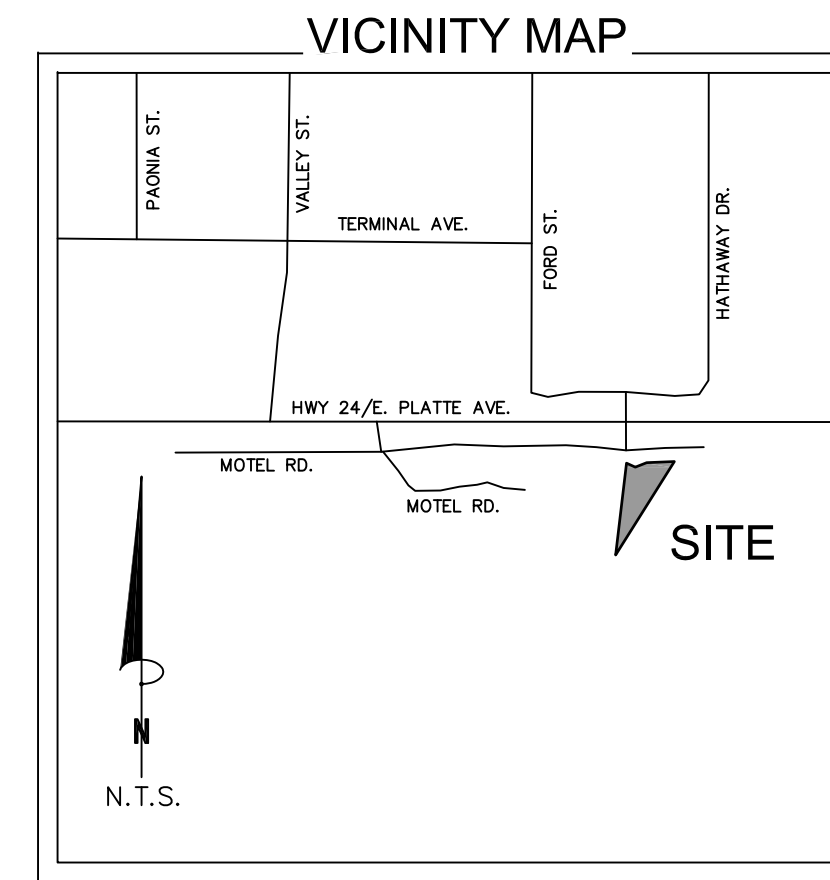 VICINITY MAP
PAONIA ST.
VALLEY ST.
TERMINAL AVE.
FORD ST.
HATHAWAY DR.
HWY 24/E. PLATTE AVE.
MOTEL RD.
MOTEL RD.
SITE
N
N.T.S.